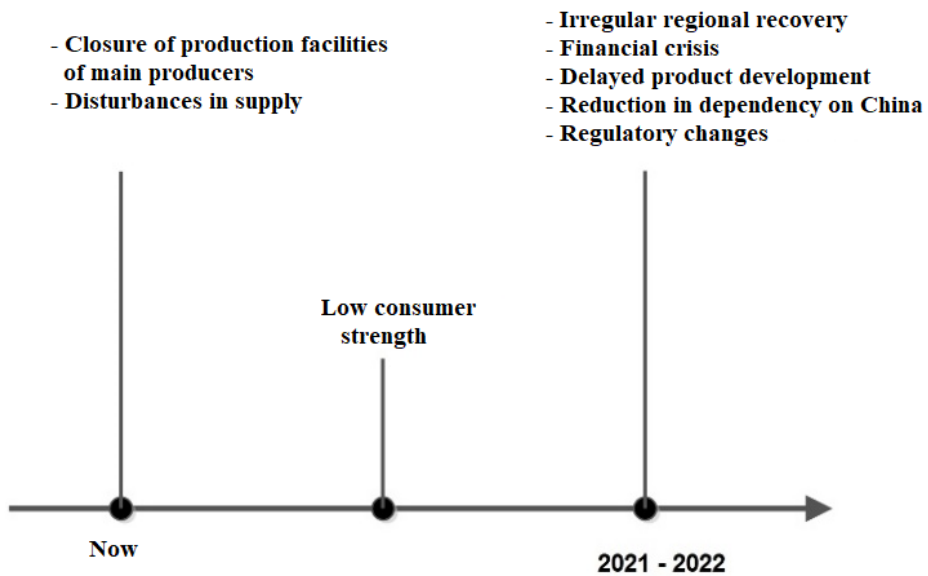 - Closure of production facilities
of main producers
- Disturbances in supply
- Irregular regional recovery
- Financial crisis
- Delayed product development
- Reduction in dependency on China
- Regulatory changes
Low consumer
strength
Now
2021 - 2022